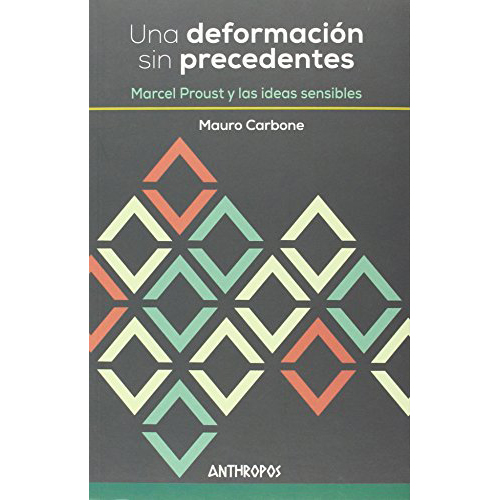 Una deformación
sin precedentes
Marcel Proust y las ideas sensibles
Mauro Carbone
ANTHROPOS